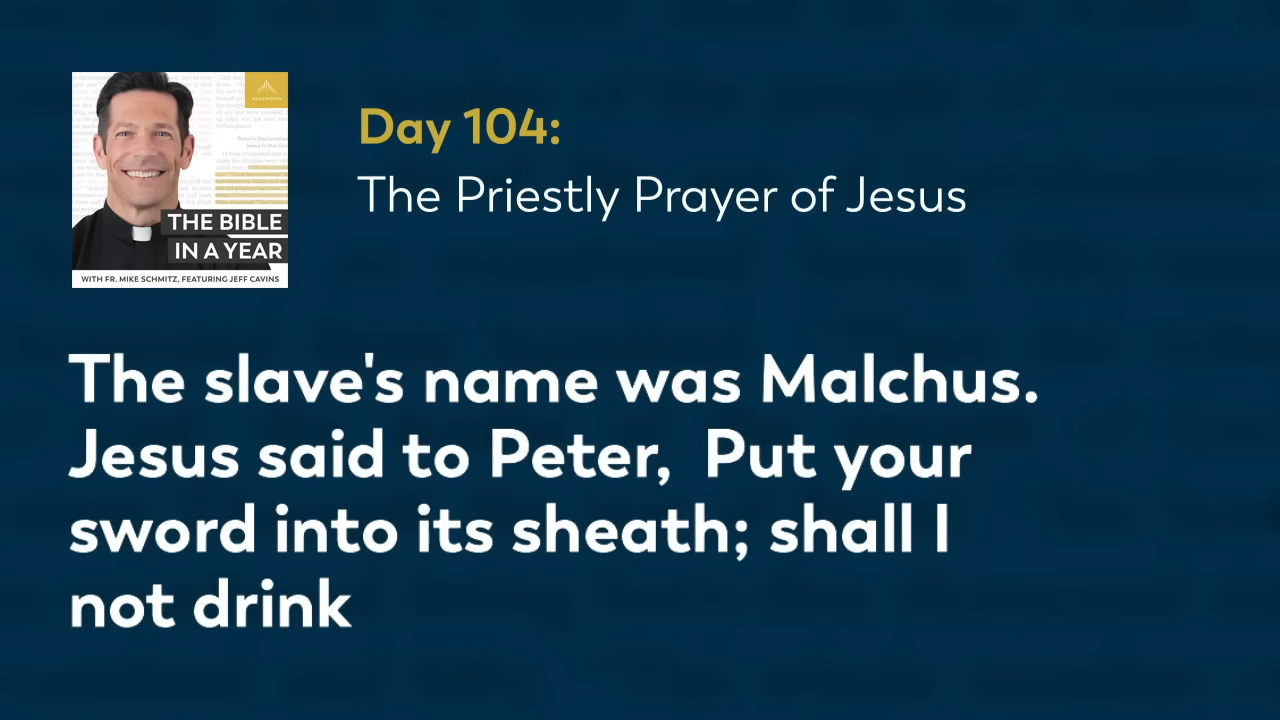 ASCENSION
THE BIBLE
IN A YEAR
WITH FR. MIKE SCHMITZ, FEATURING JEFF CAVINS
Day 104:
The Priestly Prayer of Jesus
The slave's name was Malchus.
Jesus said to Peter,  Put your
sword into its sheath; shall I
not drink